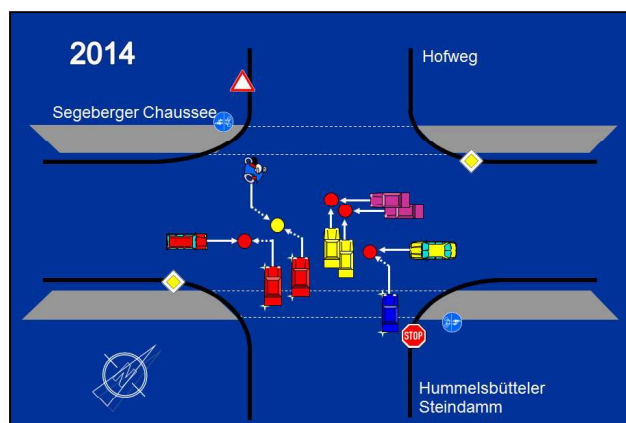 2014
Hofweg
Segeberger Chaussee
STOP
Hummelsbütteler
Steindamm